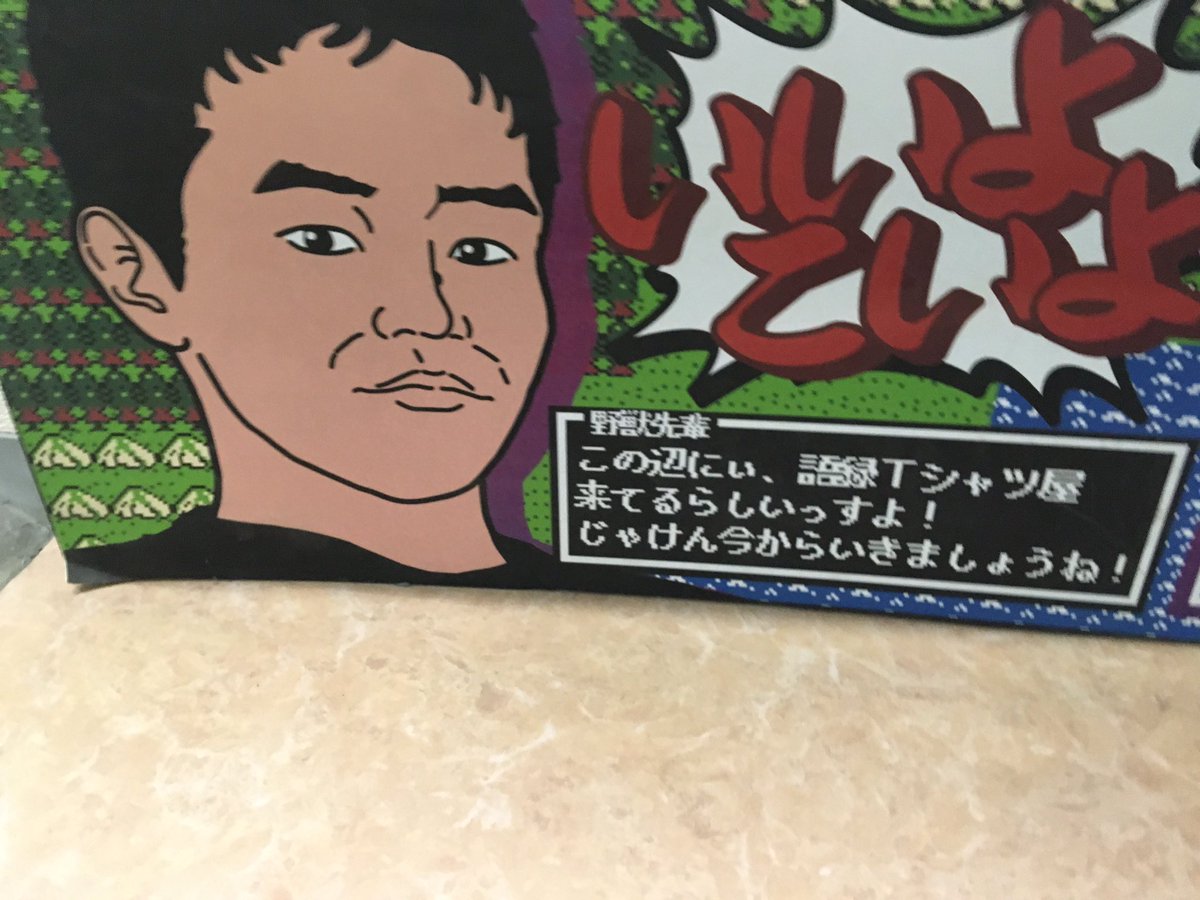 いいよ
こいよ
野獣先輩
この辺にぃ、語録Tシャツ屋
来てるらしいっすよ!
じゃけん今からいきましょうね!